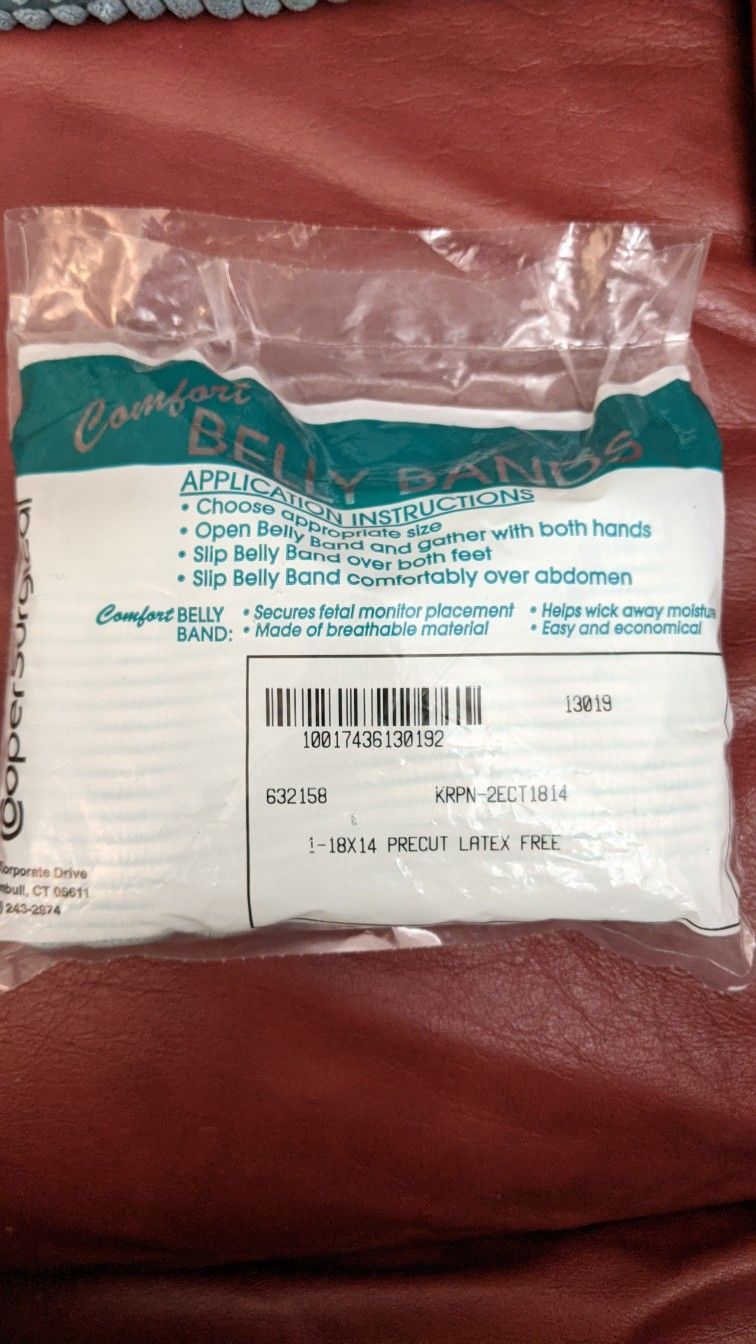 Comfort
BELLY BANDS
APPLICATION INSTRUCTIONS
• Choose appropriate size
• Open Belly Band and gather with both hands
• Slip Belly Band over both feet
• Slip Belly Band comfortably over abdomen
Comfort BELLY BAND:
• Secures fetal monitor placement
• Made of breathable material
• Helps wick away moisture
• Easy and economical
13019
10017436130192
632158 KRPN-2ECT1814
1-18X14 PRECUT LATEX FREE
CooperSurgical
Corporate Drive
CT 06611
243-2974